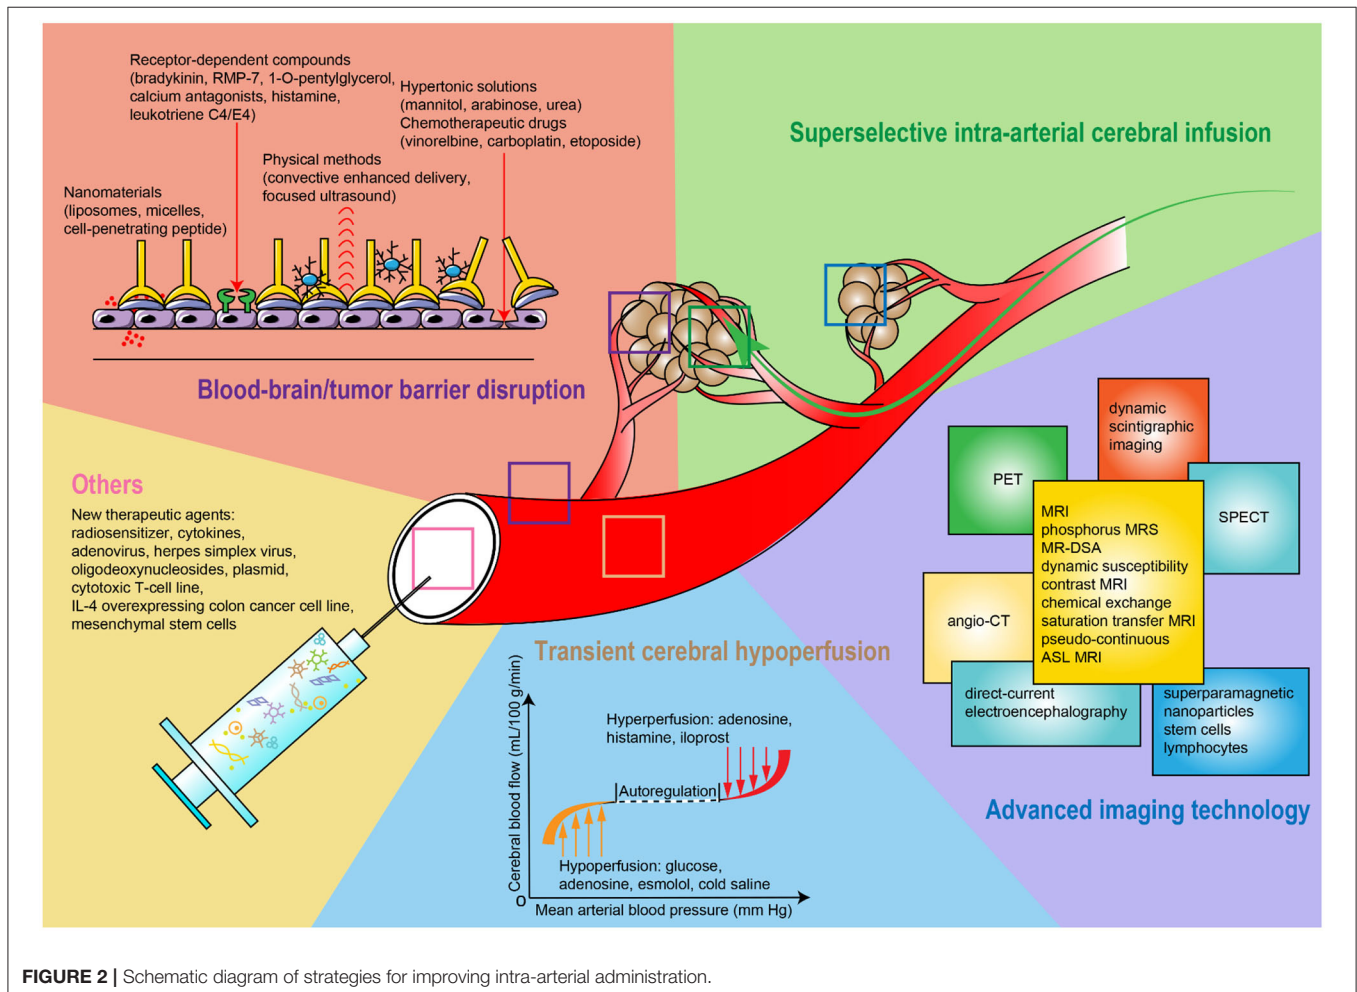 Receptor-dependent compounds
(bradykinin, RMP-7, 1-O-pentylglycerol,
calcium antagonists, histamine,
leukotriene C4/E4)
Hypertonic solutions
(mannitol, arabinose, urea)
Chemotherapeutic drugs
(vinorelbine, carboplatin, etoposide)
Physical methods
(convective enhanced delivery,
focused ultrasound)
Nanomaterials
(liposomes, micelles,
cell-penetrating peptide)
Blood-brain/tumor barrier disruption
Superselective intra-arterial cerebral infusion
Others
New therapeutic agents:
radiosensitizer, cytokines,
adenovirus, herpes simplex virus,
oligodeoxynucleosides, plasmid,
cytotoxic T-cell line,
IL-4 overexpressing colon cancer cell line,
mesenchymal stem cells
Transient cerebral hypoperfusion
Cerebral blood flow (mL/100 g/min)
Hyperperfusion: adenosine,
histamine, iloprost
Autoregulation
Hypoperfusion: glucose,
adenosine, esmolol, cold saline
O
Mean arterial blood pressure (mm Hg)
dynamic
scintigraphic
imaging
PET
SPECT
MRI
phosphorus MRS
MR-DSA
dynamic susceptibility
contrast MRI
chemical exchange
saturation transfer MRI
pseudo-continuous
ASL MRI
angio-CT
direct-current
electroencephalography
superparamagnetic
nanoparticles
stem cells
lymphocytes
Advanced imaging technology
FIGURE 2 | Schematic diagram of strategies for improving intra-arterial administration.